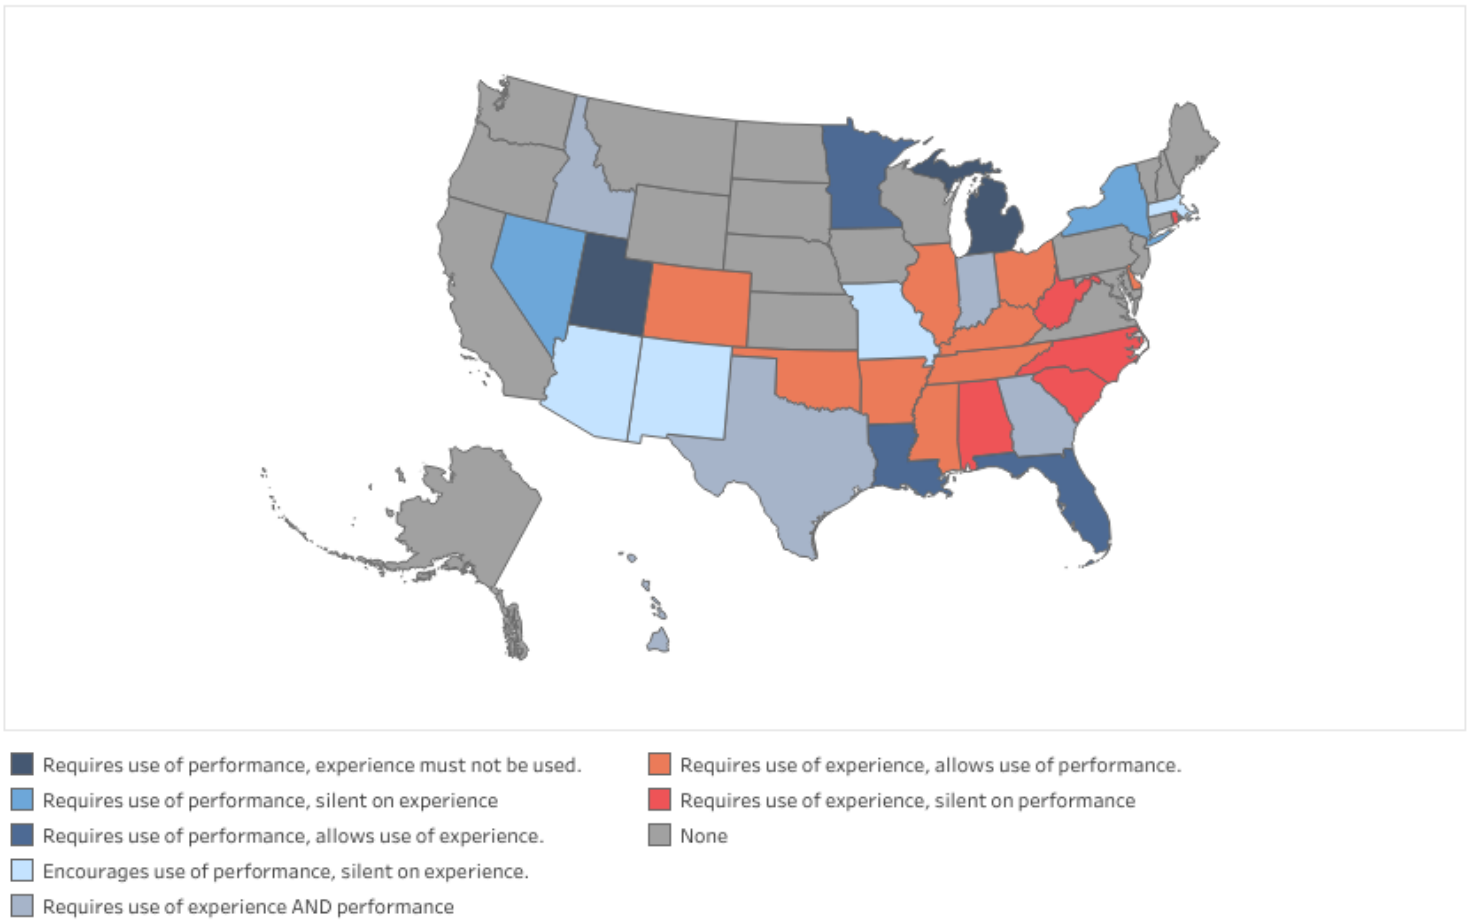 Requires use of performance, experience must not be used.
Requires use of performance, silent on experience
Requires use of performance, allows use of experience.
Encourages use of performance, silent on experience.
Requires use of experience AND performance
Requires use of experience, allows use of performance.
Requires use of experience, silent on performance
None